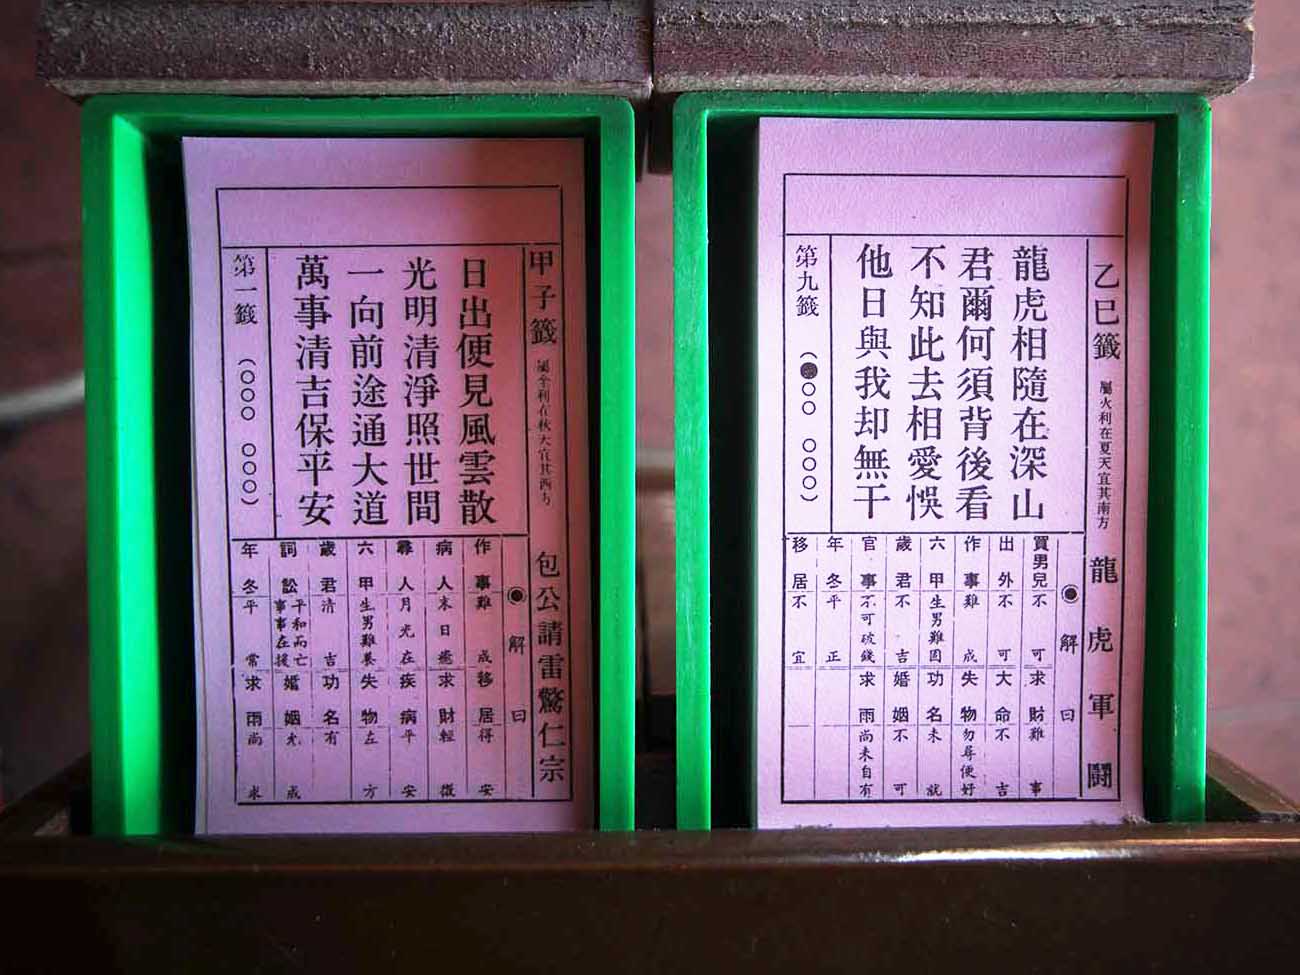 甲子籤 屬金利在秋天宜其西方 包公請雷驚仁宗
日出便見風雲散
光明清淨照世間
一向前途通大道
萬事清吉保平安
第一籤 (○○○ ○○○)
◉解曰
作事難成 移居得安
病人未日癒 求財輕微
尋人月光在 疾病平安
六甲生男難養 失物左方
歲君清吉 功名有
詞訟平和而亡事事在後 婚姻允成
年冬平常 求雨尚求
乙巳籤 屬火利在夏天宜其南方 龍虎軍鬪
龍虎相隨在深山
君爾何須背後看
不知此去相愛悞
他日與我却無干
第九籤 (●○○ ○○○)
◉解曰
買男兒不可 求財難事
出外不可 大命不吉
作事難成 失物勿尋便好
六甲生男難固 功名未就
歲君不吉 婚姻不可
官事不可破錢 求雨尚未自有
年冬平正
移居不宜